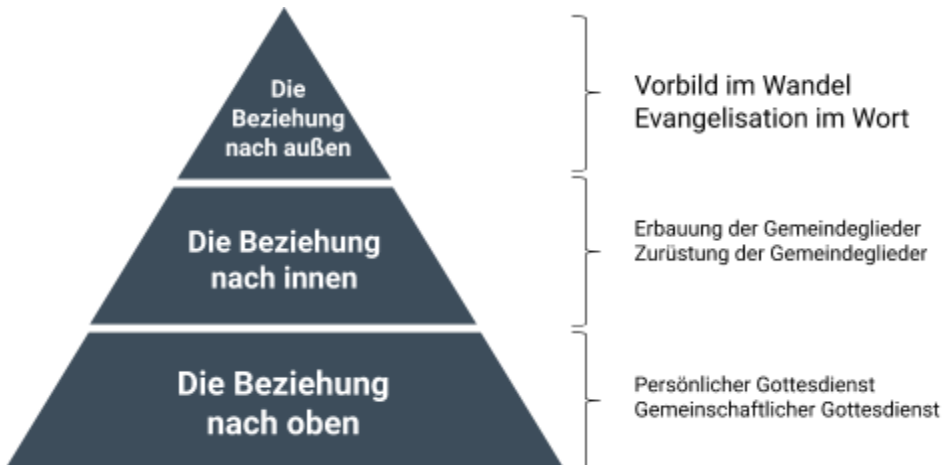 Die
Beziehung
nach außen
Vorbild im Wandel
Evangelisation im Wort
Die Beziehung
nach innen
Erbauung der Gemeindeglieder
Zurüstung der Gemeindeglieder
Die Beziehung
nach oben
Persönlicher Gottesdienst
Gemeinschaftlicher Gottesdienst